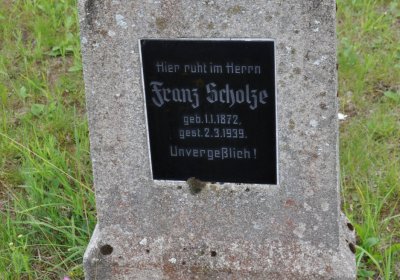 Hier ruht im Herrn
Franz Scholze
geb. 1.1.1872,
gest. 2.3.1939.
Unvergeßlich!